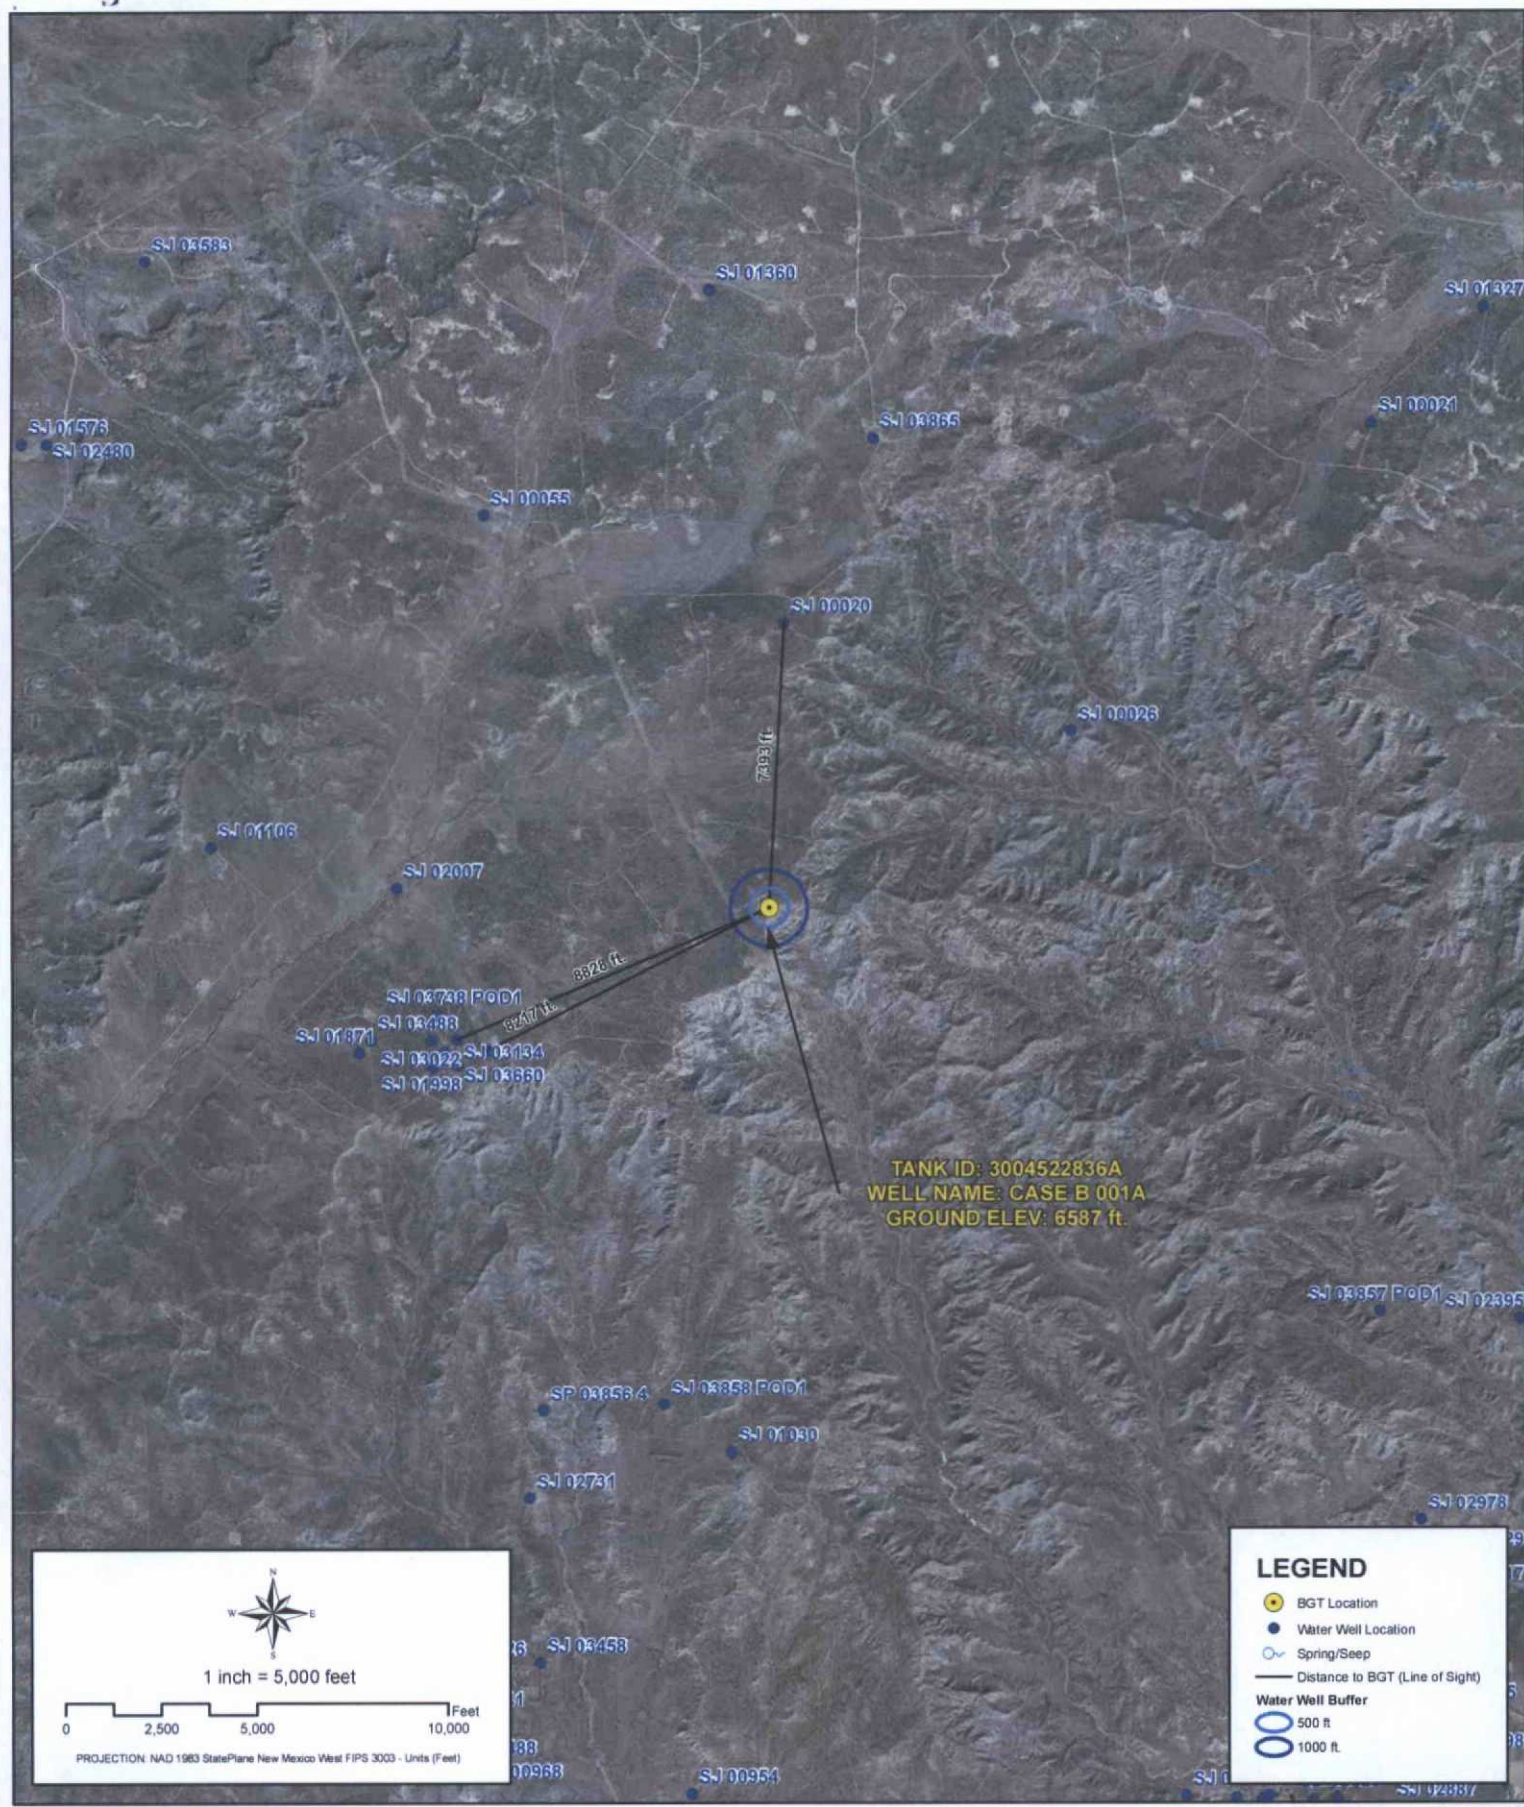 SJ 03583
SJ 01360
SJ 01327
SJ 00021
SJ 03865
SJ 01576
SJ 02480
SJ 00055
SJ 00020
SJ 00026
7393 ft.
SJ 01106
SJ 02007
8828 ft.
8217 ft.
SJ 03738 POD1
SJ 03488
SJ 01871
SJ 03022
SJ 03134
SJ 01998
SJ 03660
TANK ID: 3004522836A
WELL NAME: CASE B 001A
GROUND ELEV: 6587 ft.
SJ 03857 POD1
SJ 02395
SP 03856 4
SJ 03858 POD1
SJ 01030
SJ 02731
SJ 02978
SJ 03458
00968
SJ 00954
SJ 02887
N
W E
S
1 inch = 5,000 feet
Feet
0 2,500 5,000 10,000
PROJECTION: NAD 1983 StatePlane New Mexico West FIPS 3003 - Units (Feet)
LEGEND
BGT Location
Water Well Location
Spring/Seep
Distance to BGT (Line of Sight)
Water Well Buffer
500 ft
1000 ft.